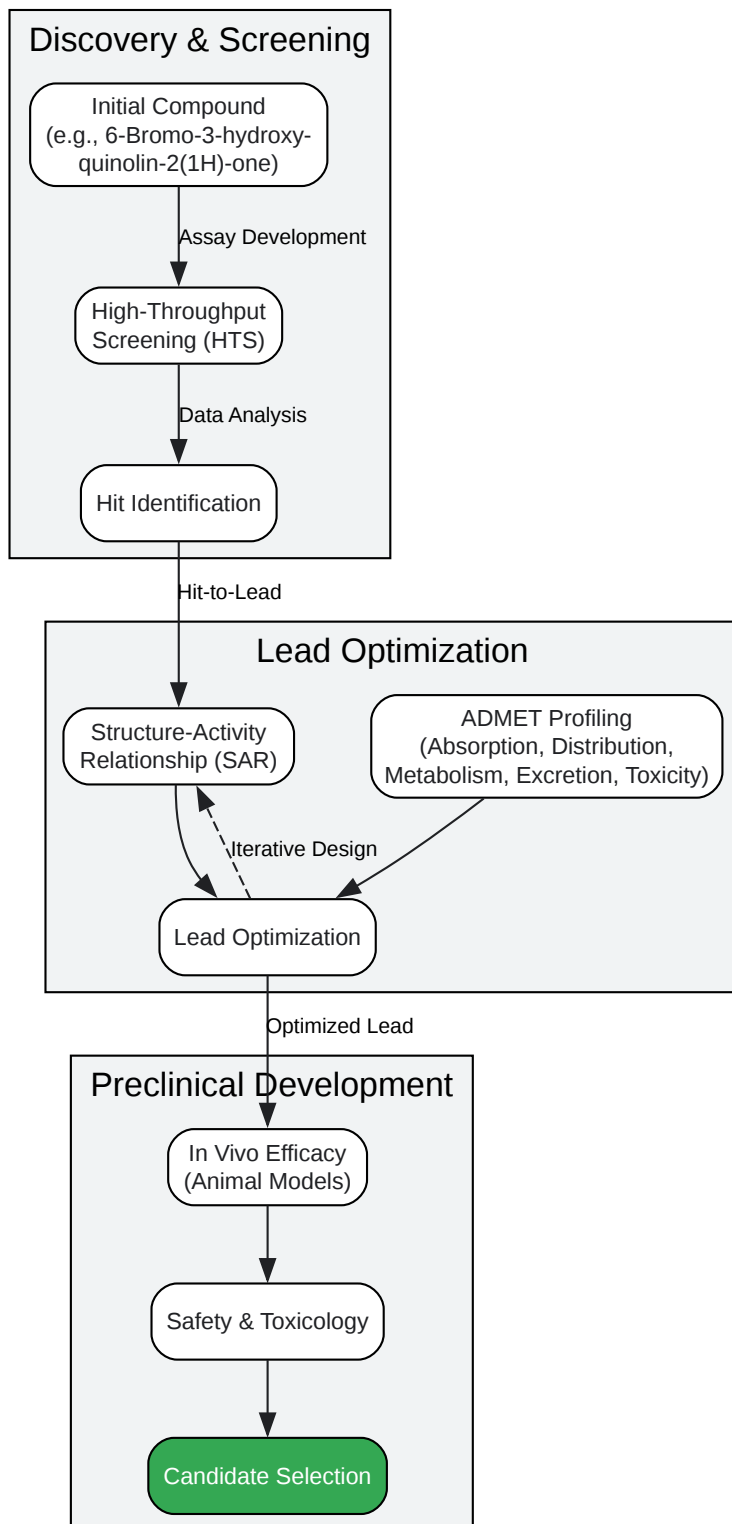 Discovery & Screening
Initial Compound
(e.g., 6-Bromo-3-hydroxy-
quinolin-2(1H)-one)
Assay Development
High-Throughput
Screening (HTS)
Data Analysis
Hit Identification
Hit-to-Lead
Lead Optimization
Structure-Activity
Relationship (SAR)
ADMET Profiling
(Absorption, Distribution,
Metabolism, Excretion, Toxicity)
Iterative Design
Lead Optimization
Optimized Lead
Preclinical Development
In Vivo Efficacy
(Animal Models)
Safety & Toxicology
Candidate Selection